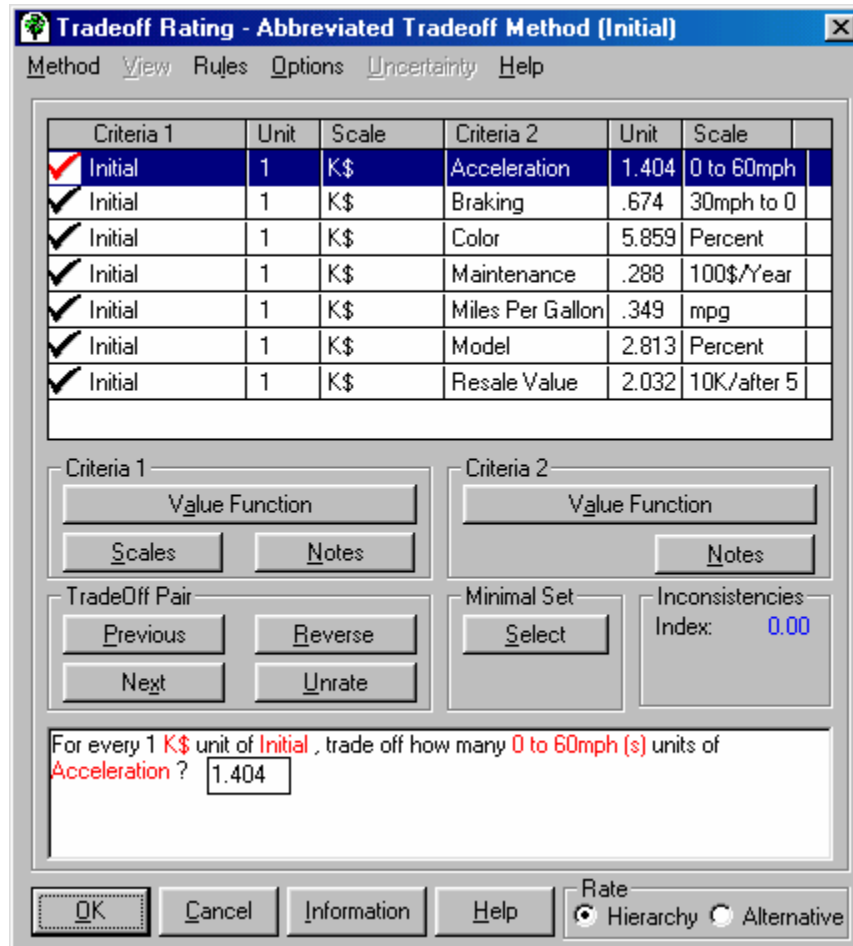 Tradeoff Rating - Abbreviated Tradeoff Method (Initial)
Method View Rules Options Uncertainty Help
Criteria 1 Unit Scale Criteria 2 Unit Scale
Initial 1 K$ Acceleration 1.404 0 to 60mph
Initial 1 K$ Braking .674 30mph to 0
Initial 1 K$ Color 5.859 Percent
Initial 1 K$ Maintenance .288 100$/Year
Initial 1 K$ Miles Per Gallon .349 mpg
Initial 1 K$ Model 2.813 Percent
Initial 1 K$ Resale Value 2.032 10K/after 5
Criteria 1
Value Function
Scales Notes
Criteria 2
Value Function
Notes
TradeOff Pair
Previous Reverse
Next Unrate
Minimal Set
Select
Inconsistencies
Index: 0.00
For every 1 K$ unit of Initial , trade off how many 0 to 60mph (s) units of
Acceleration ? 1.404
OK Cancel Information Help
Rate
Hierarchy Alternative